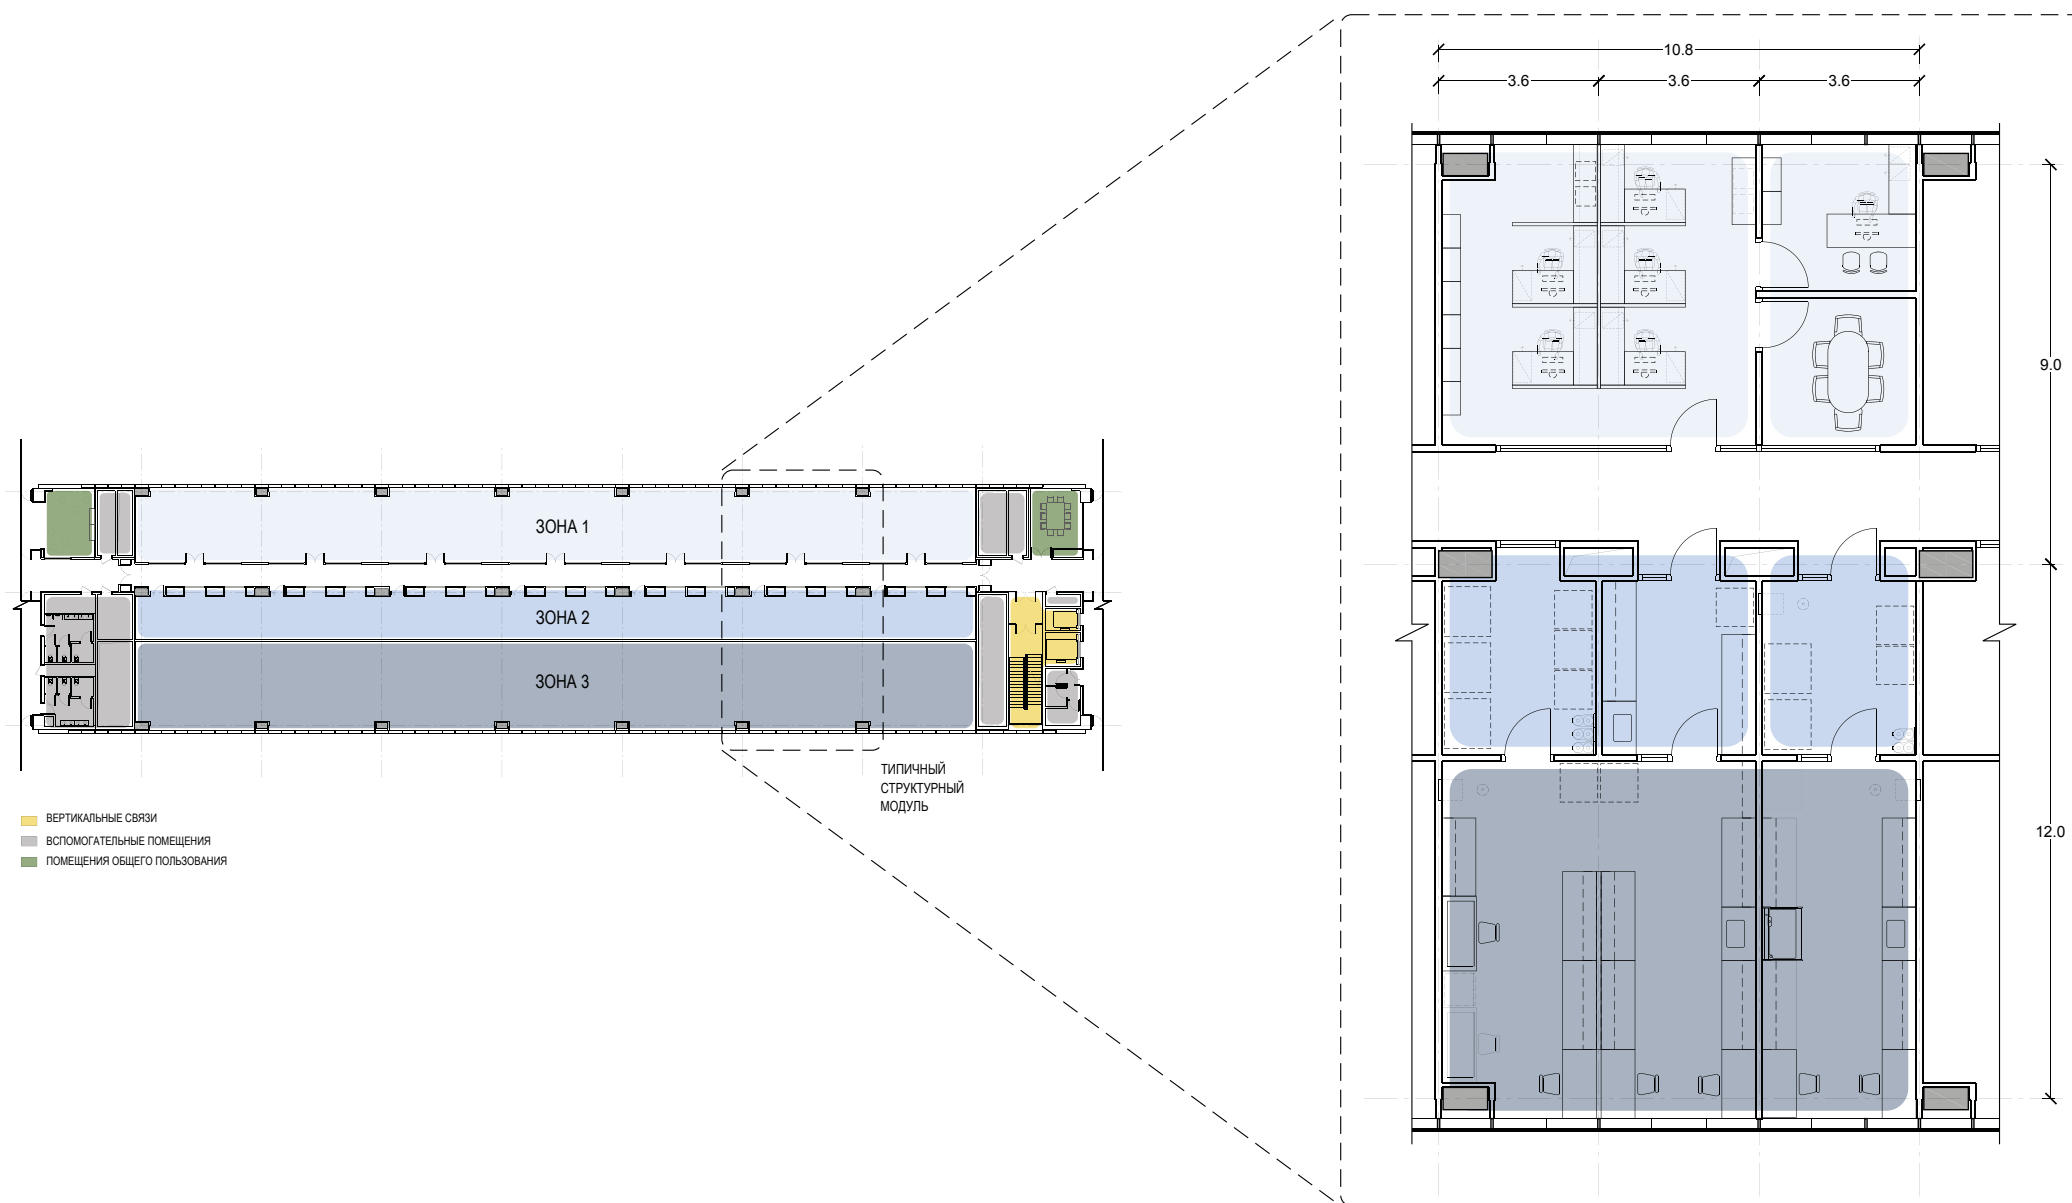 10.8
3.6
3.6
3.6
9.0
12.0
ЗОНА 1
ЗОНА 2
ЗОНА 3
ТИПИЧНЫЙ
СТРУКТУРНЫЙ
МОДУЛЬ
ВЕРТИКАЛЬНЫЕ СВЯЗИ
ВСПОМОГАТЕЛЬНЫЕ ПОМЕЩЕНИЯ
ПОМЕЩЕНИЯ ОБЩЕГО ПОЛЬЗОВАНИЯ